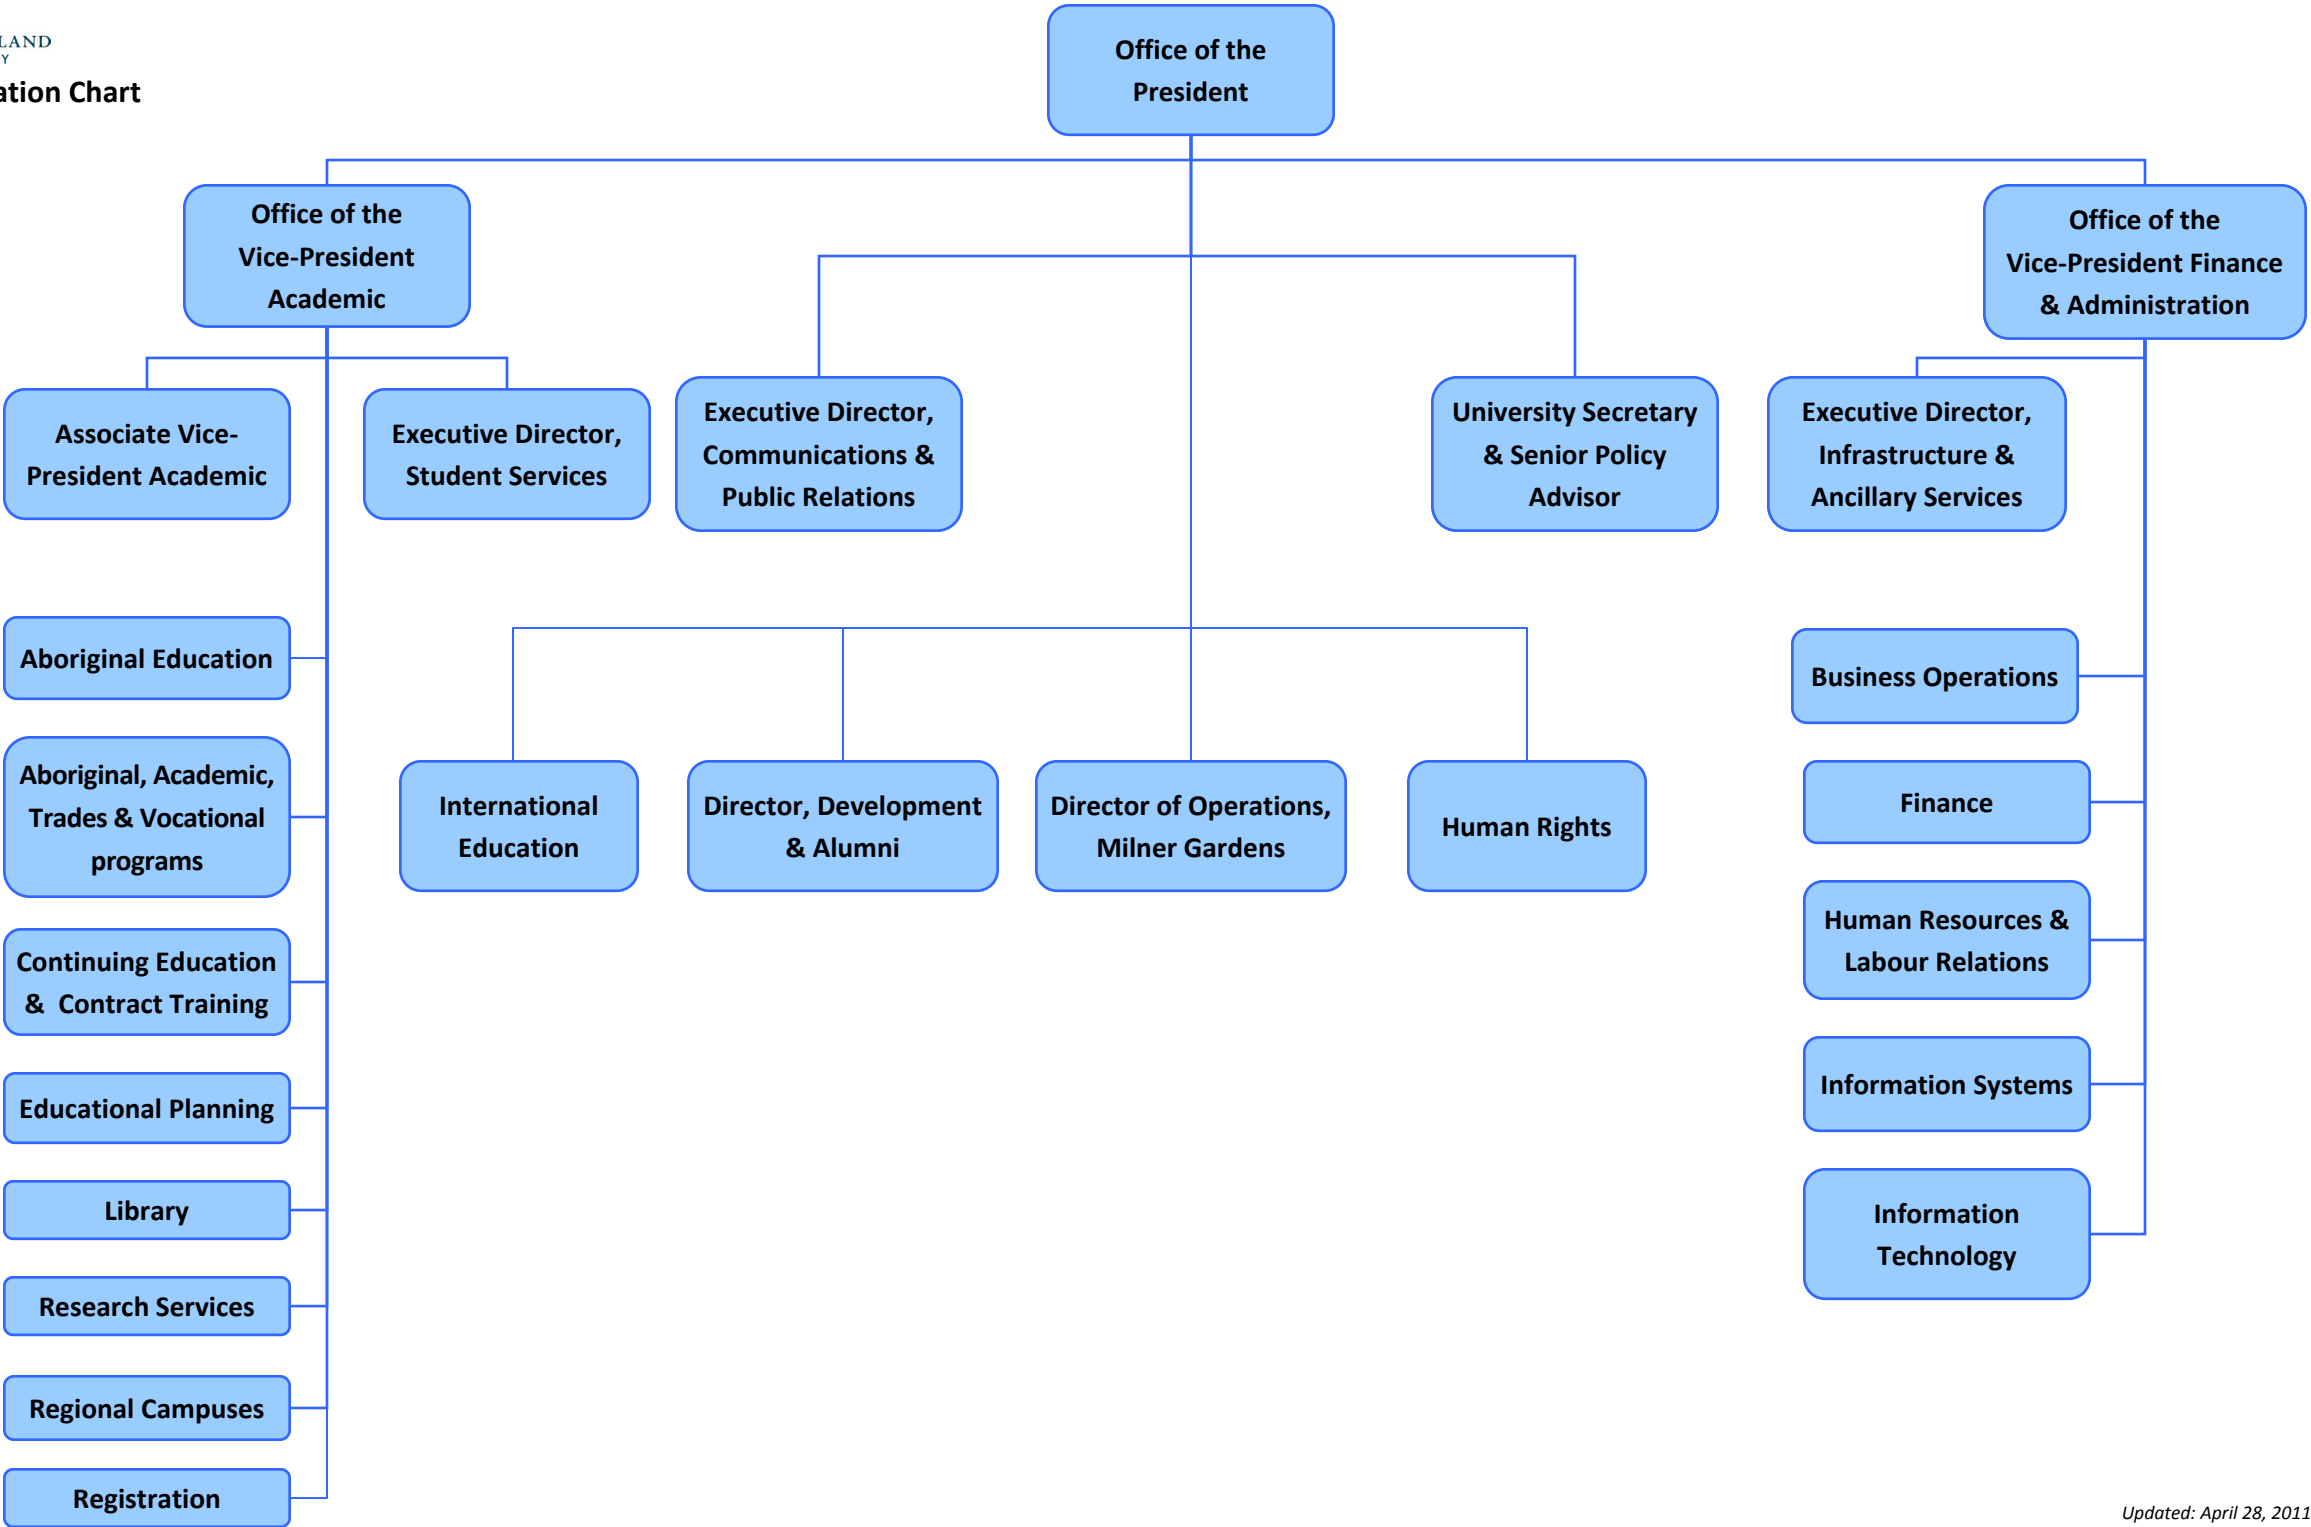 LAND
Y
ation Chart
Office of the
President
Office of the
Vice-President
Academic
Office of the
Vice-President Finance
& Administration
Associate Vice-
President Academic
Executive Director,
Student Services
Executive Director,
Communications &
Public Relations
University Secretary
& Senior Policy
Advisor
Executive Director,
Infrastructure &
Ancillary Services
Aboriginal Education
Aboriginal, Academic,
Trades & Vocational
programs
Continuing Education
& Contract Training
Educational Planning
Library
Research Services
Regional Campuses
Registration
International
Education
Director, Development
& Alumni
Director of Operations,
Milner Gardens
Human Rights
Business Operations
Finance
Human Resources &
Labour Relations
Information Systems
Information
Technology
Updated: April 28, 2011